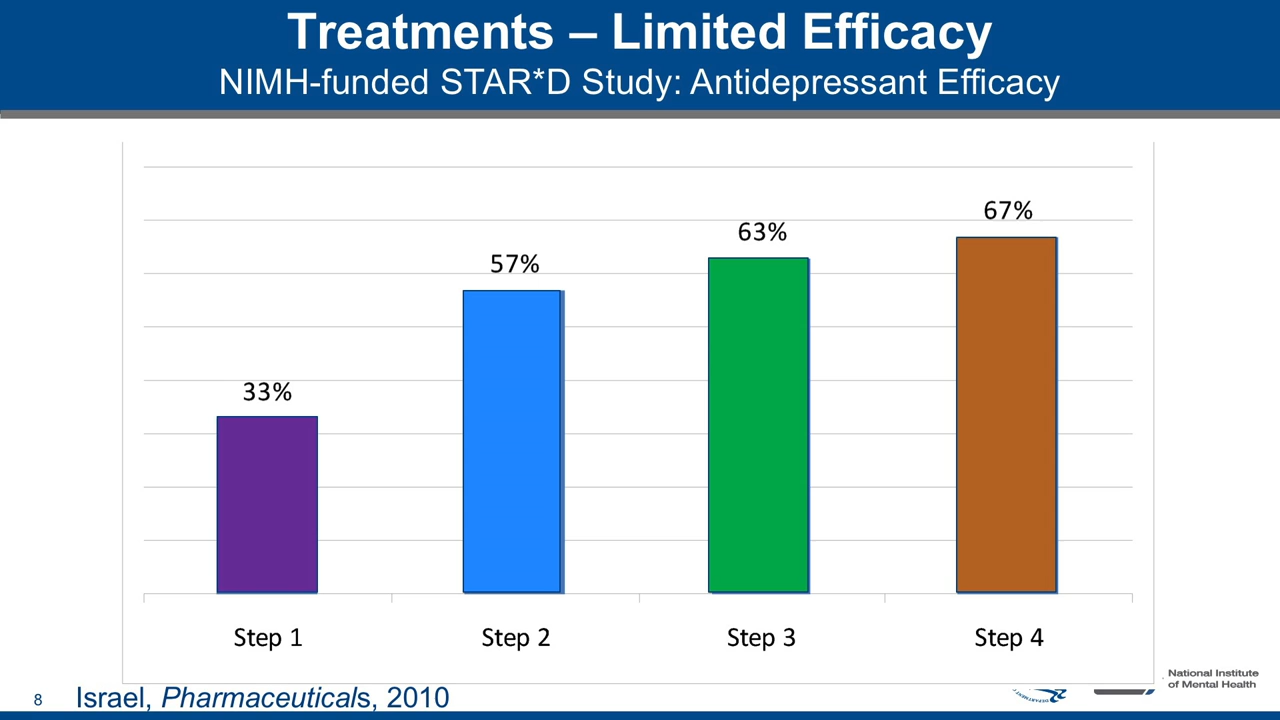 Treatments – Limited Efficacy
NIMH-funded STAR*D Study: Antidepressant Efficacy
67%
63%
57%
33%
Step 1 Step 2 Step 3 Step 4
National Institute
of Mental Health
8 Israel, Pharmaceuticals, 2010